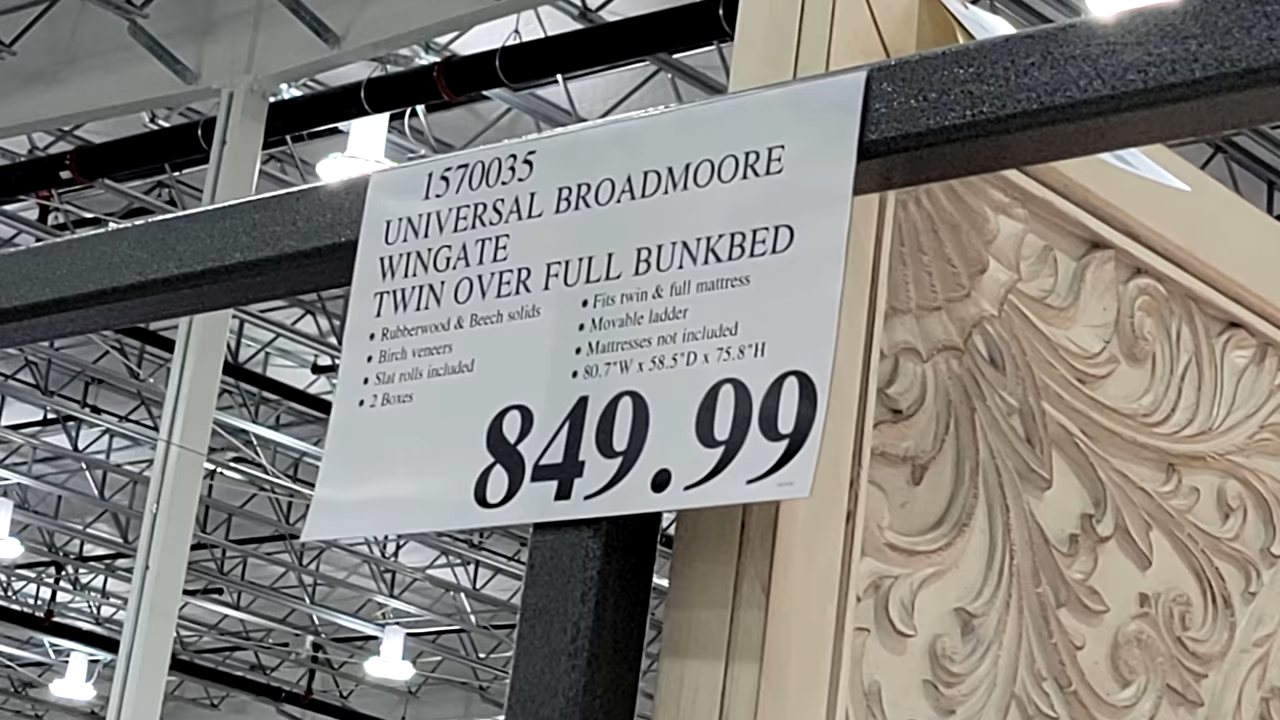 1570035
UNIVERSAL BROADMOORE
WINGATE
TWIN OVER FULL BUNKBED
• Rubberwood & Beech solids
• Birch veneers
• Slat rolls included
• 2 Boxes
• Fits twin & full mattress
• Movable ladder
• Mattresses not included
• 80.7"W x 58.5"D x 75.8"H
849.99